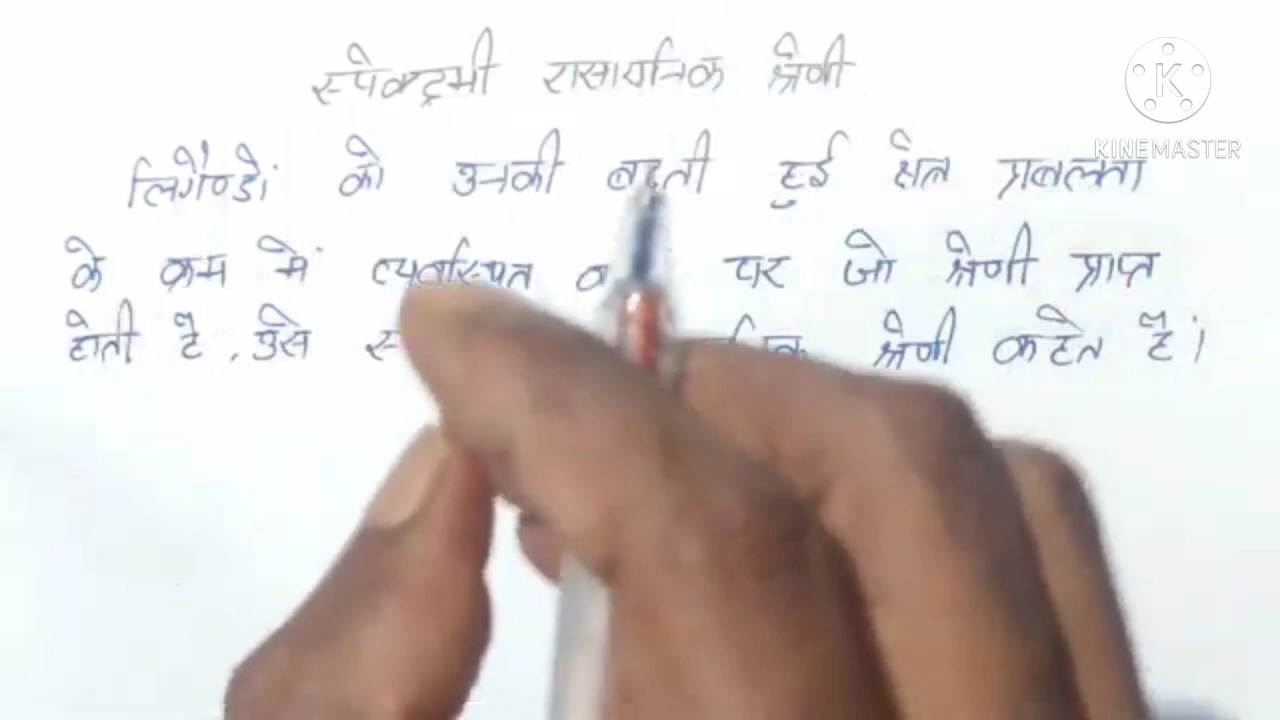 स्पेक्ट्रमी रासायनिक श्रेणी
लिगैण्डों को उनकी बढ़ती हुई क्षेत्र प्रबलता
के क्रम में व्यवस्थित पर जो श्रेणी प्राप्त
होती है, उसे श्रेणी कहते हैं।
KINEMASTER